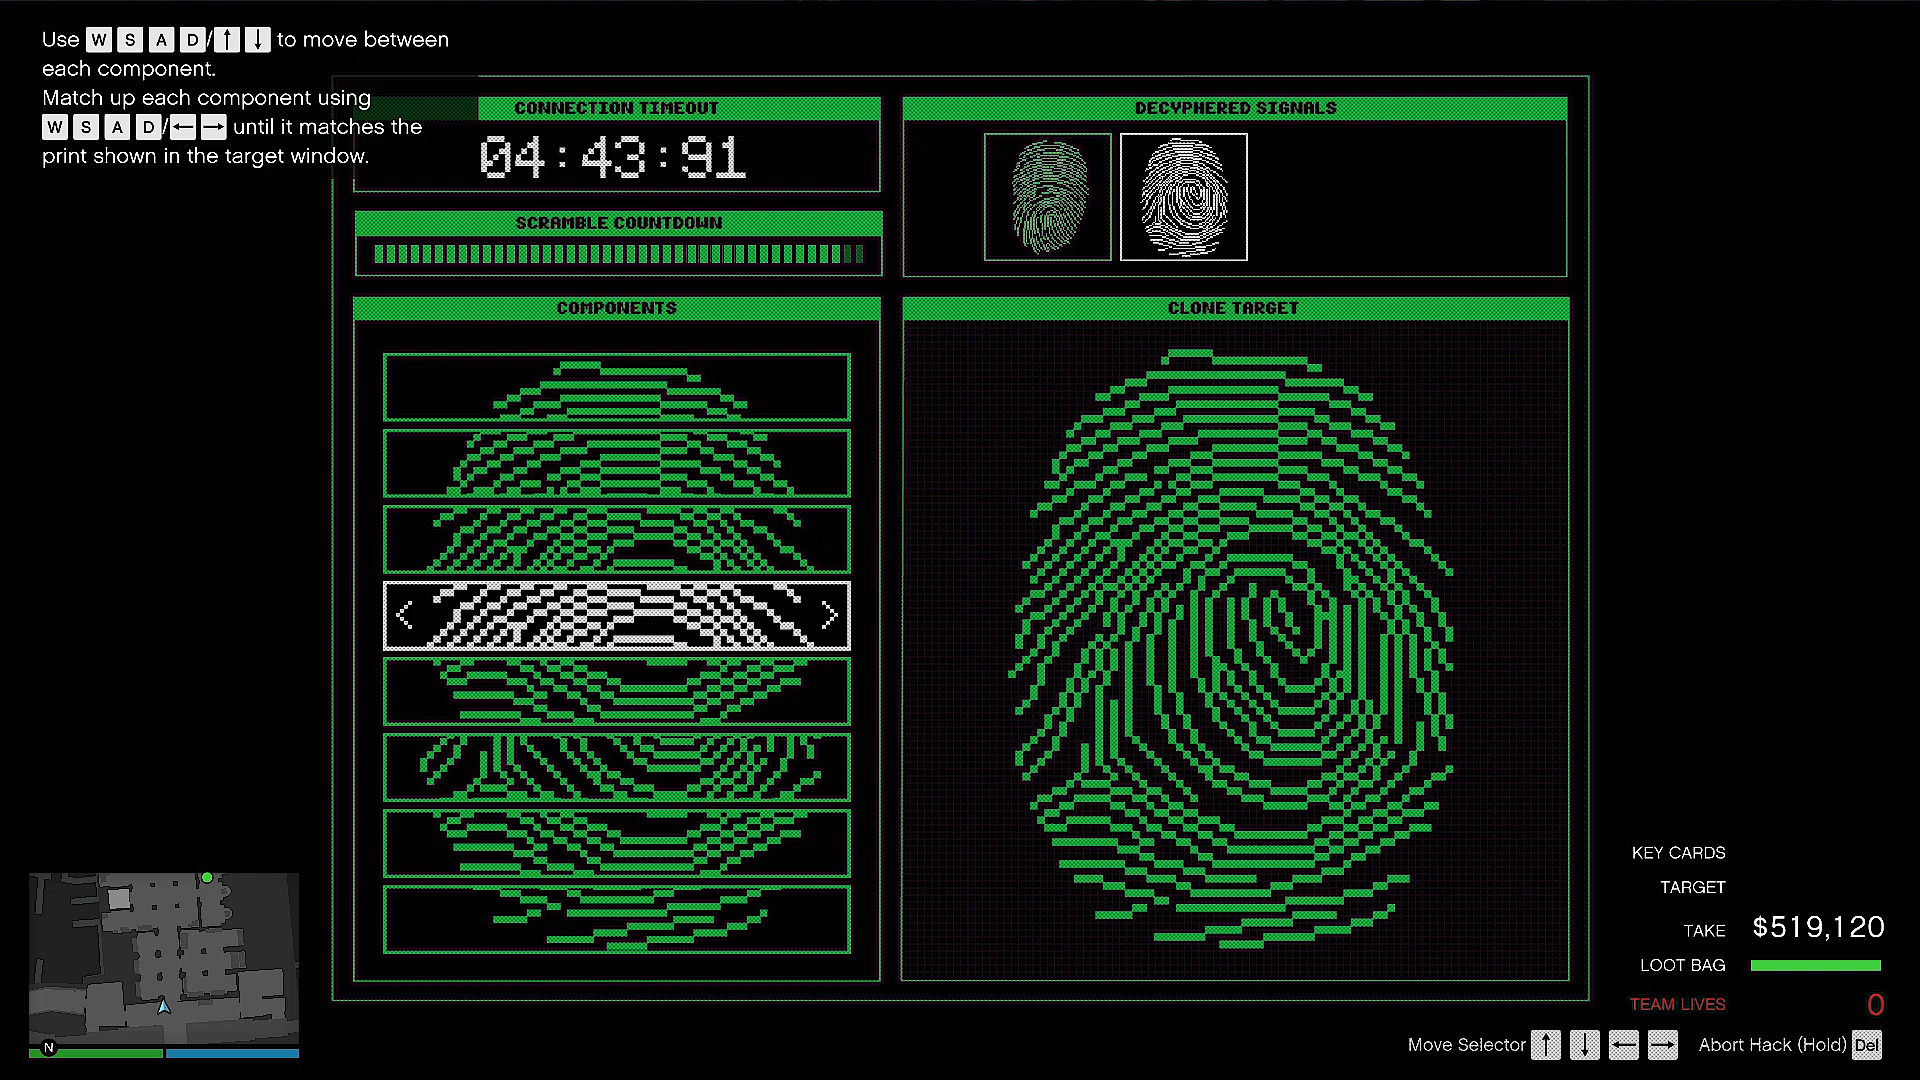 Use W S A D/↑ ↓ to move between
each component.
Match up each component using
W S A D/← → until it matches the
print shown in the target window.
CONNECTION TIMEOUT
04:43:91
SCRAMBLE COUNTDOWN
DECYPHERED SIGNALS
COMPONENTS
CLONE TARGET
KEY CARDS
TARGET
TAKE $519,120
LOOT BAG
TEAM LIVES 0
N
Move Selector ↑ ↓ ← → Abort Hack (Hold) Del